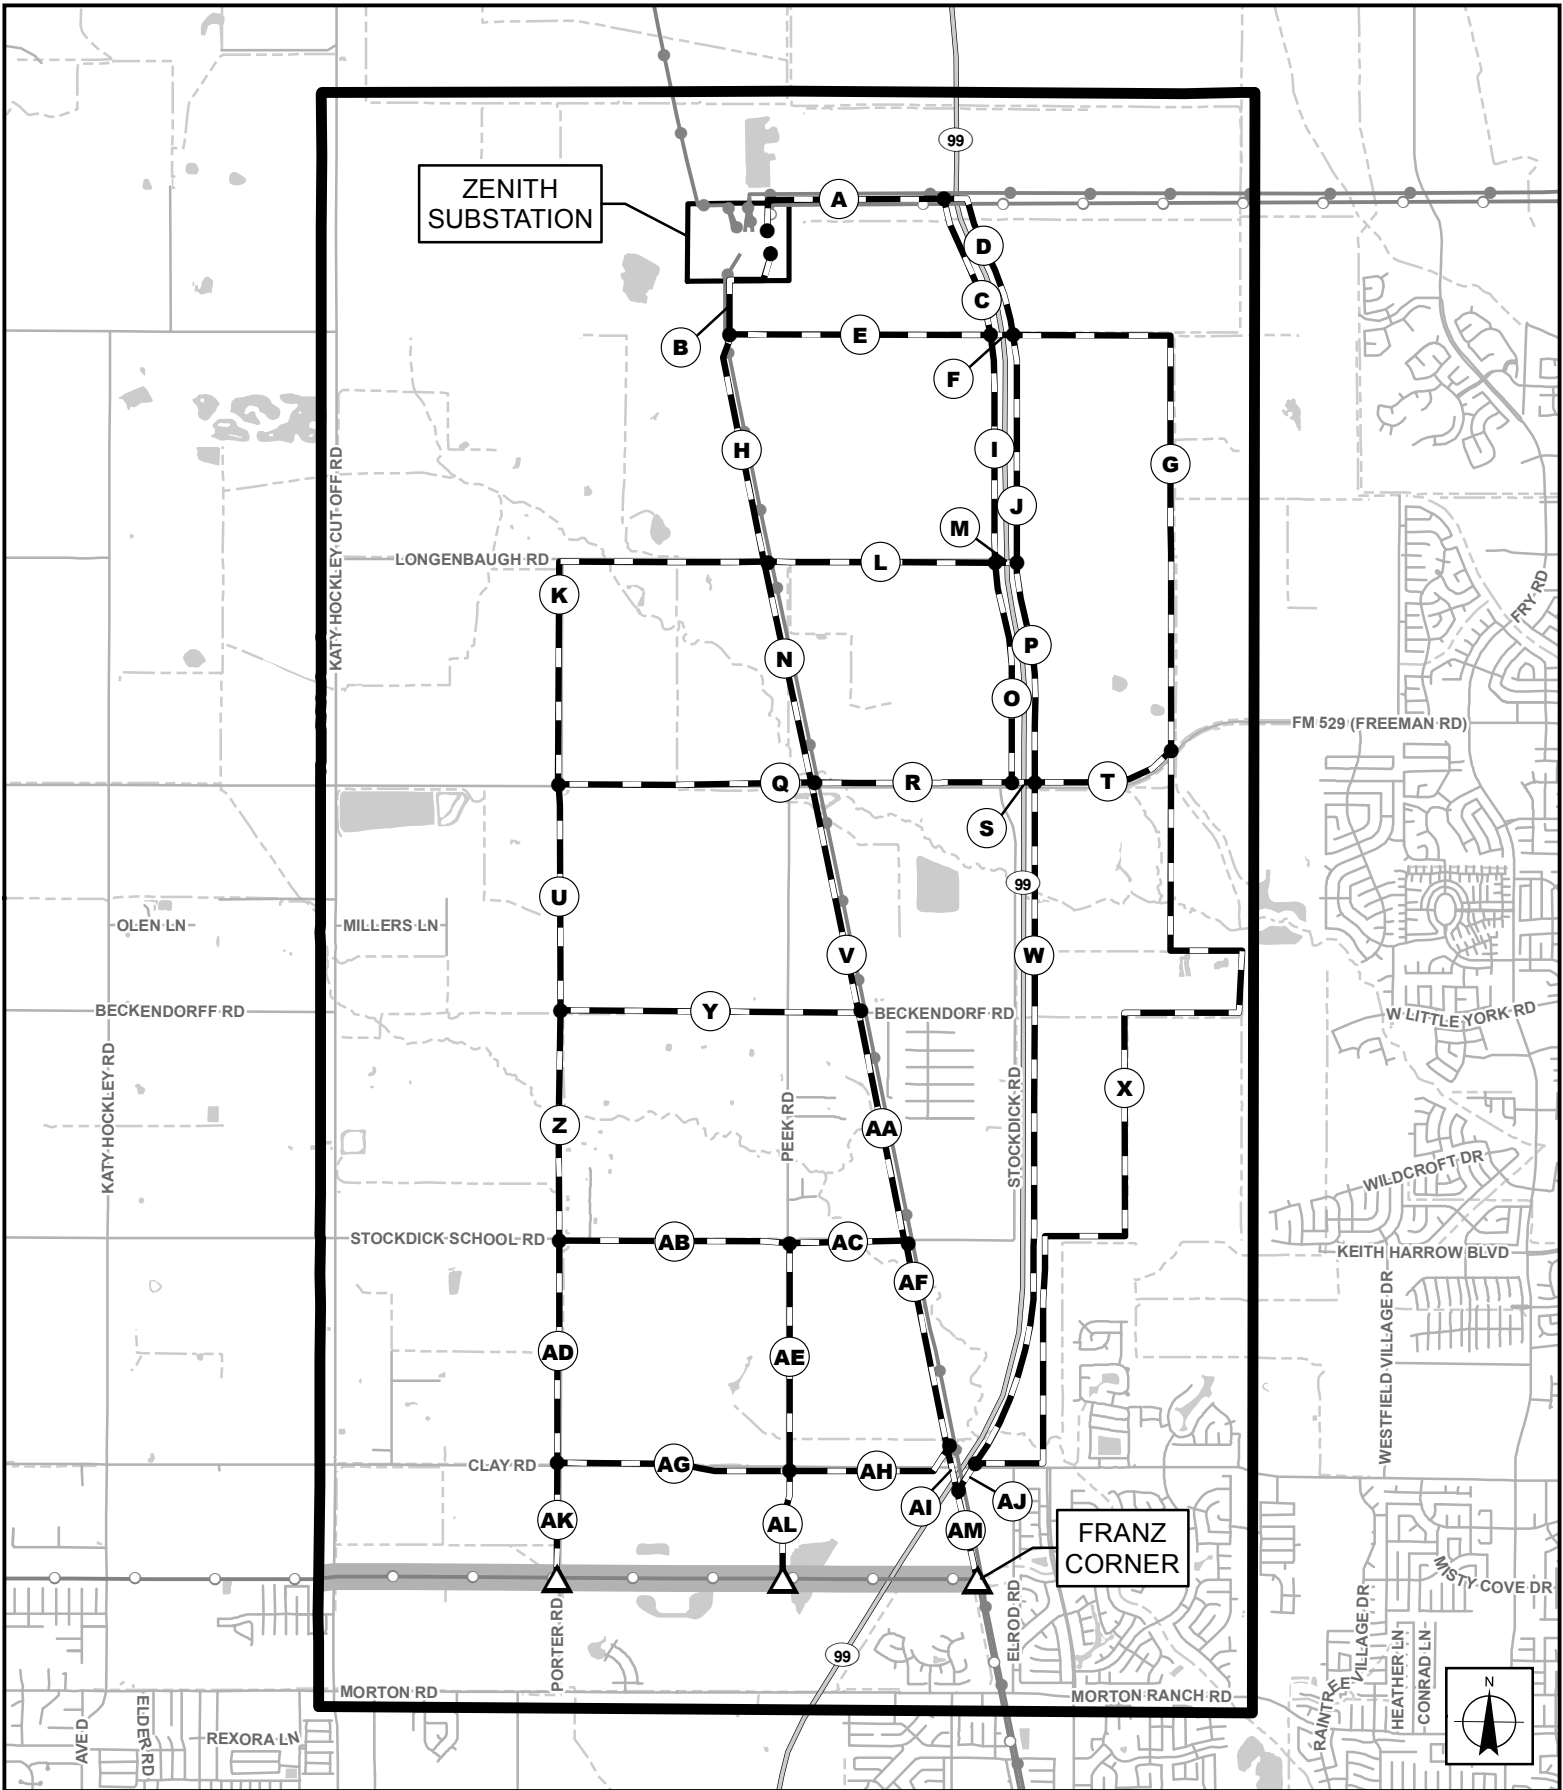 99
ZENITH
SUBSTATION
A
D
C
B
E
F
H
I
G
J
M
KATY HOCKLEY CUT OFF RD
LONGENBAUGH RD
L
K
FRY RD
N
P
O
FM 529 (FREEMAN RD)
Q
R
T
S
99
U
OLEN LN
MILLERS LN
V
W
BECKENDORFF RD
Y
BECKENDORF RD
W LITTLE YORK RD
KATY HOCKLEY RD
X
PEEK RD
STOCKDICK RD
Z
AA
WILDCROFT DR
STOCKDICK SCHOOL RD
AB
AC
KEITH HARROW BLVD
AF
WESTFIELD VILLAGE DR
AD
AE
CLAY RD
AG
AH
AI
AJ
AK
AL
AM
FRANZ
CORNER
MISTY COVE DR
PORTER RD
ELROD RD
RAINTREE VILLAGE DR
HEATHER LN
CONRAD LN
99
MORTON RD
MORTON RANCH RD
AVE D
ELDER RD
REXORA LN
N